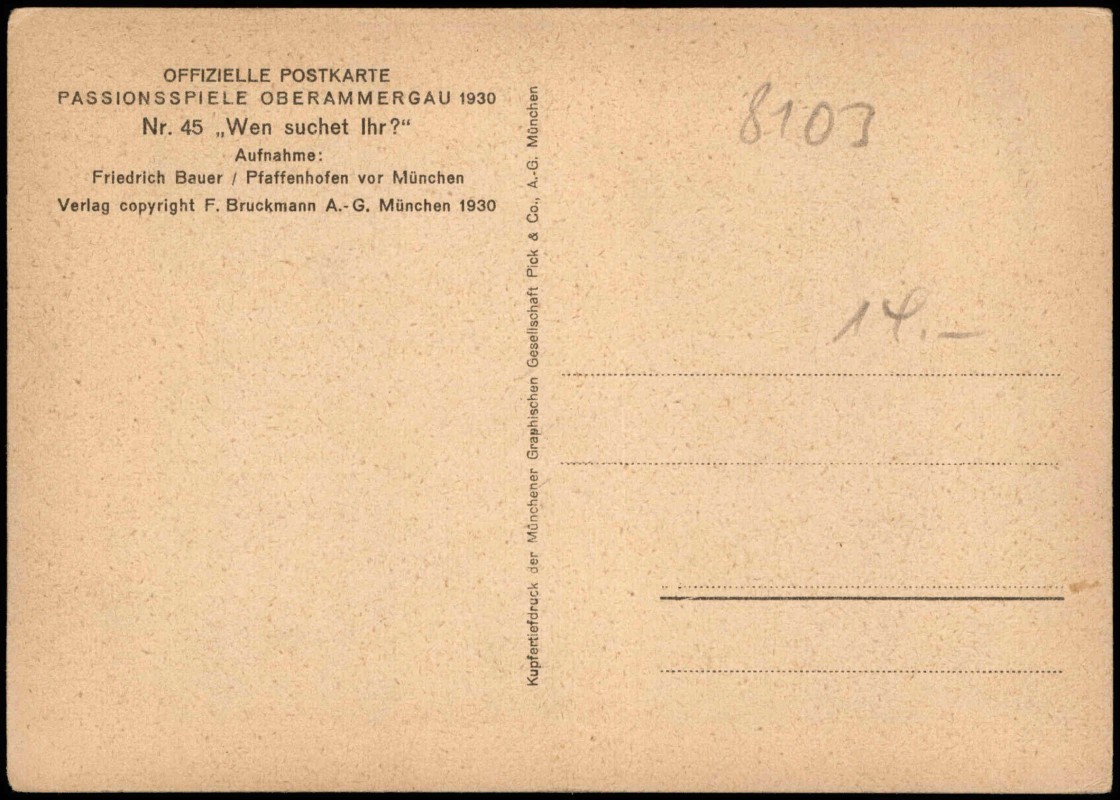 OFFIZIELLE POSTKARTE
PASSIONSSPIELE OBERAMMERGAU 1930
Nr. 45 „Wen suchet Ihr?“
Aufnahme:
Friedrich Bauer / Pfaffenhofen vor München
Verlag copyright F. Bruckmann A.-G. München 1930
Kupfertiefdruck der Münchener Graphischen Gesellschaft Pick & Co., A.-G. München
8103
14.–